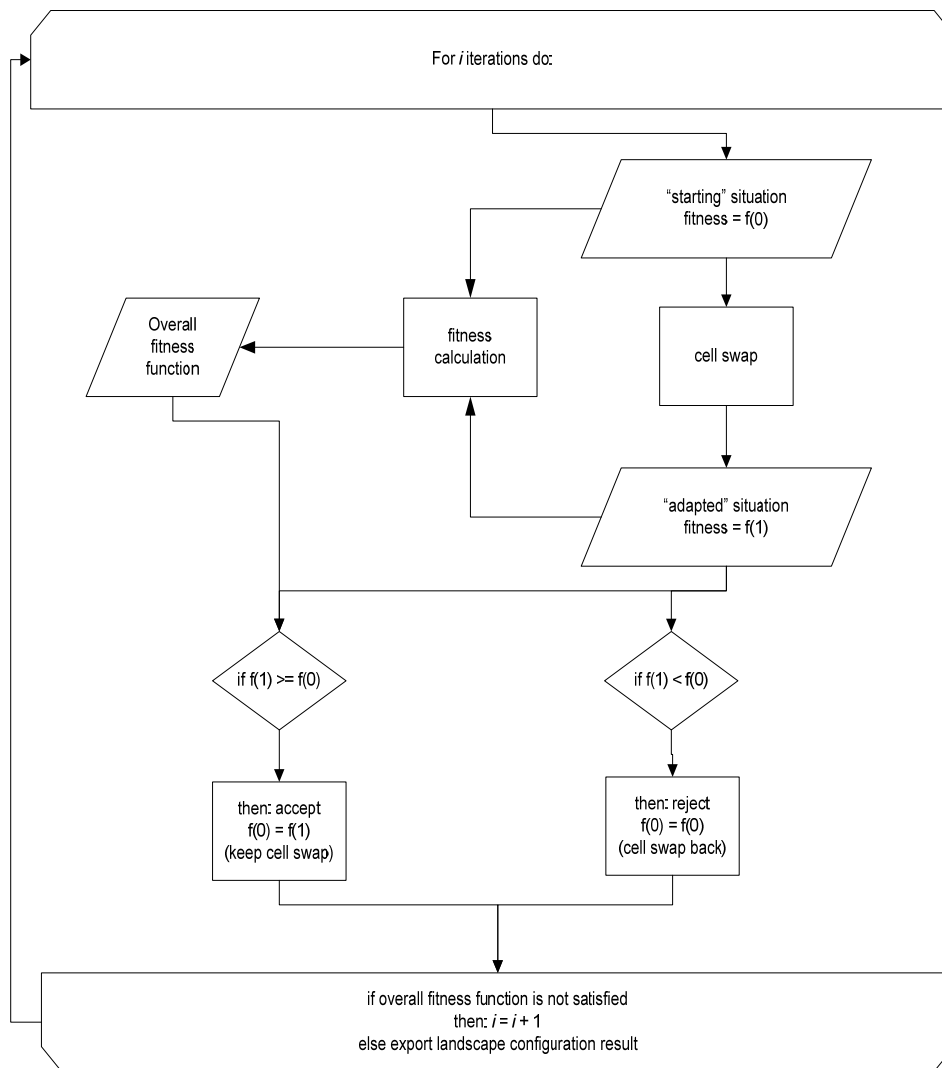 For i iterations do:
“starting” situation
fitness = f(0)
Overall
fitness
function
fitness
calculation
cell swap
“adapted” situation
fitness = f(1)
if f(1) >= f(0)
if f(1) < f(0)
then: accept
f(0) = f(1)
(keep cell swap)
then: reject
f(0) = f(0)
(cell swap back)
if overall fitness function is not satisfied
then: i = i + 1
else export landscape configuration result